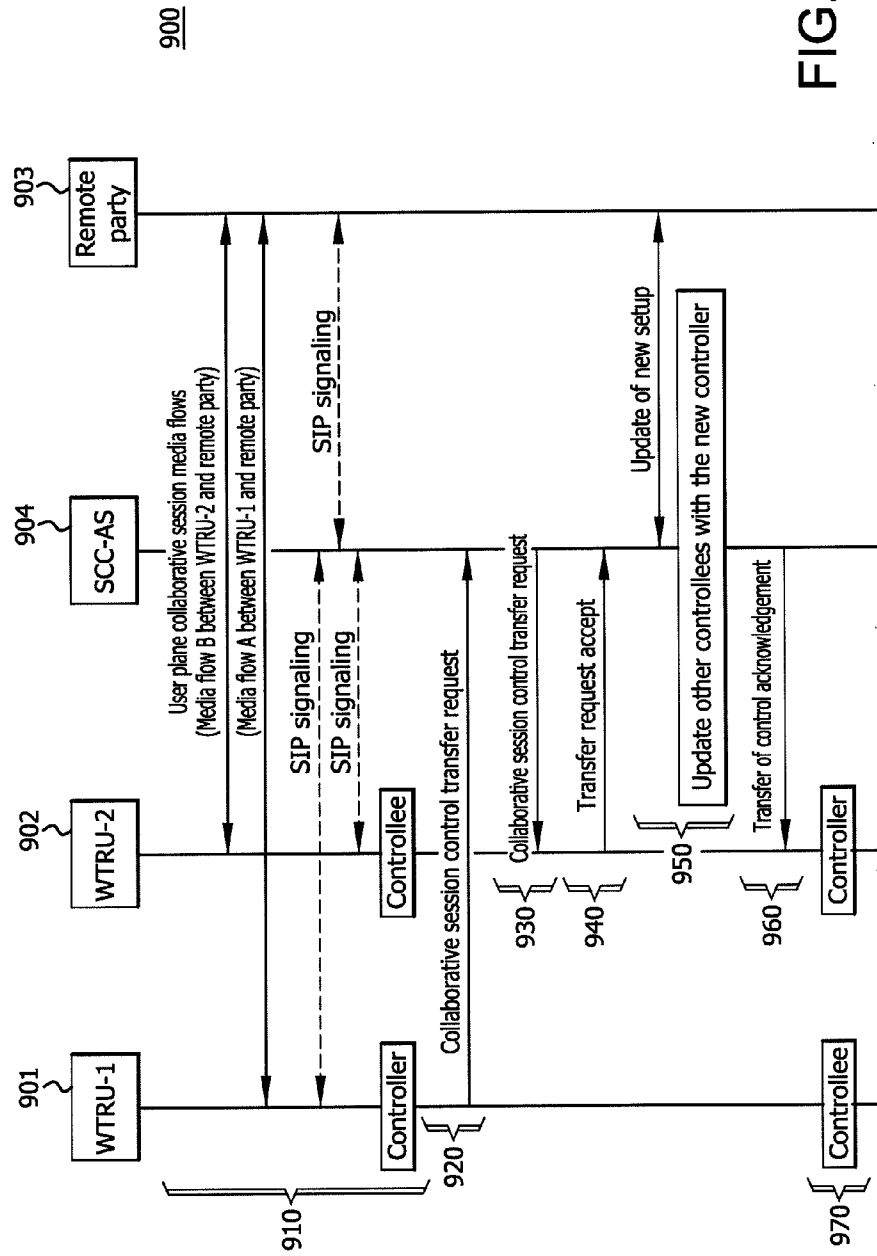 900
901
WTRU-1
902
WTRU-2
904
SCC-AS
903
Remote
party
User plane collaborative session media flows
(Media flow B between WTRU-2 and remote party)
(Media flow A between WTRU-1 and remote party)
910
SIP signaling
SIP signaling
SIP signaling
Controller
Controllee
920
Collaborative session control transfer request
930
Collaborative session control transfer request
940
Transfer request accept
950
Update of new setup
Update other controllees with the new controller
960
Transfer of control acknowledgement
970
Controllee
Controller
FIG.